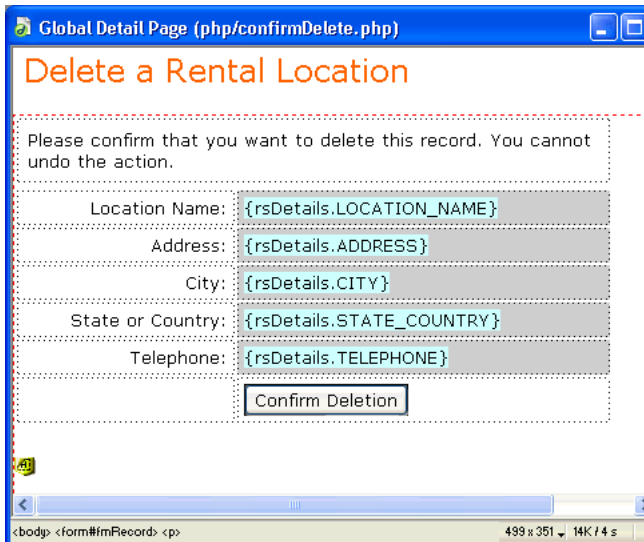 Global Detail Page (php/confirmDelete.php)
Delete a Rental Location
Please confirm that you want to delete this record. You cannot
undo the action.
Location Name: {rsDetails.LOCATION_NAME}
Address: {rsDetails.ADDRESS}
City: {rsDetails.CITY}
State or Country: {rsDetails.STATE_COUNTRY}
Telephone: {rsDetails.TELEPHONE}
Confirm Deletion
<body> <form#fmRecord> <p> 499 x 351 14K / 4 s